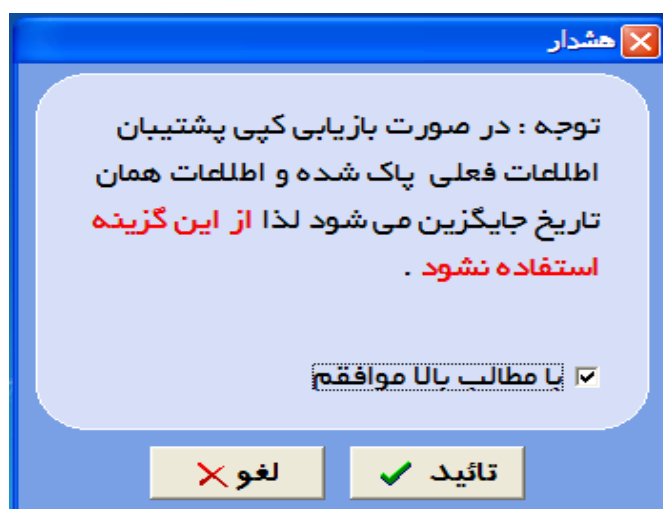 هشدار
توجه : در صورت بازیابی کپی پشتیبان
اطلاعات فعلی پاک شده و اطلاعات همان
تاریخ جایگزین می شود لذا از این گزینه
استفاده نشود .
با مطالب بالا موافقم
تائید
لغو